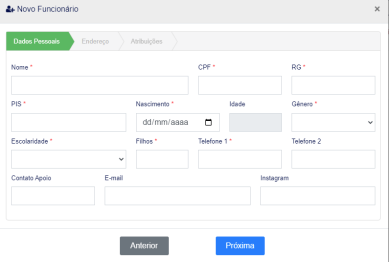 Novo Funcionário ×
Dados Pessoais Endereço Atribuições
Nome * CPF * RG *
PIS * Nascimento * Idade Gênero *
dd/mm/aaaa
Escolaridade * Filhos * Telefone 1 * Telefone 2
Contato Apoio E-mail Instagram
Anterior Próxima